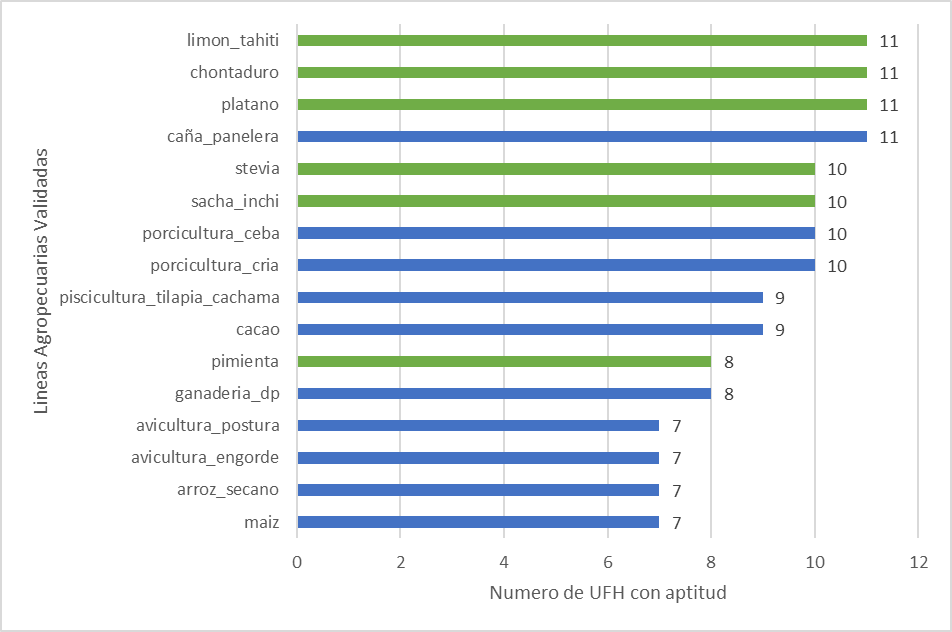 limon_tahiti 11
chontaduro 11
platano 11
caña_panelera 11
stevia 10
sacha_inchi 10
porcicultura_ceba 10
porcicultura_cria 10
piscicultura_tilapia_cachama 9
cacao 9
pimienta 8
ganaderia_dp 8
avicultura_postura 7
avicultura_engorde 7
arroz_secano 7
maiz 7
0 2 4 6 8 10 12
Numero de UFH con aptitud
Lineas Agropecuarias Validadas